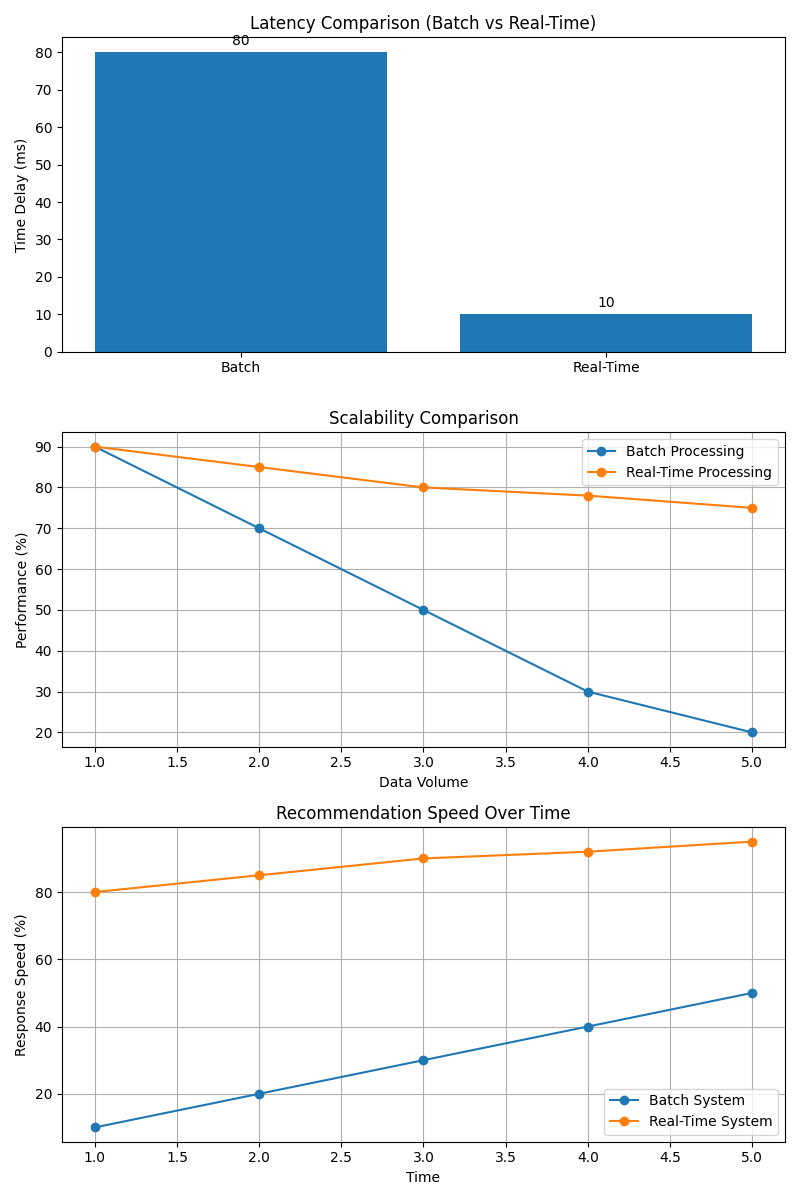 Latency Comparison (Batch vs Real-Time)
80
10
Time Delay (ms)
80
70
60
50
40
30
20
10
0
Batch Real-Time
Scalability Comparison
Batch Processing
Real-Time Processing
Performance (%)
90
80
70
60
50
40
30
20
1.0 1.5 2.0 2.5 3.0 3.5 4.0 4.5 5.0
Data Volume
Recommendation Speed Over Time
Response Speed (%)
80
60
40
20
Batch System
Real-Time System
1.0 1.5 2.0 2.5 3.0 3.5 4.0 4.5 5.0
Time